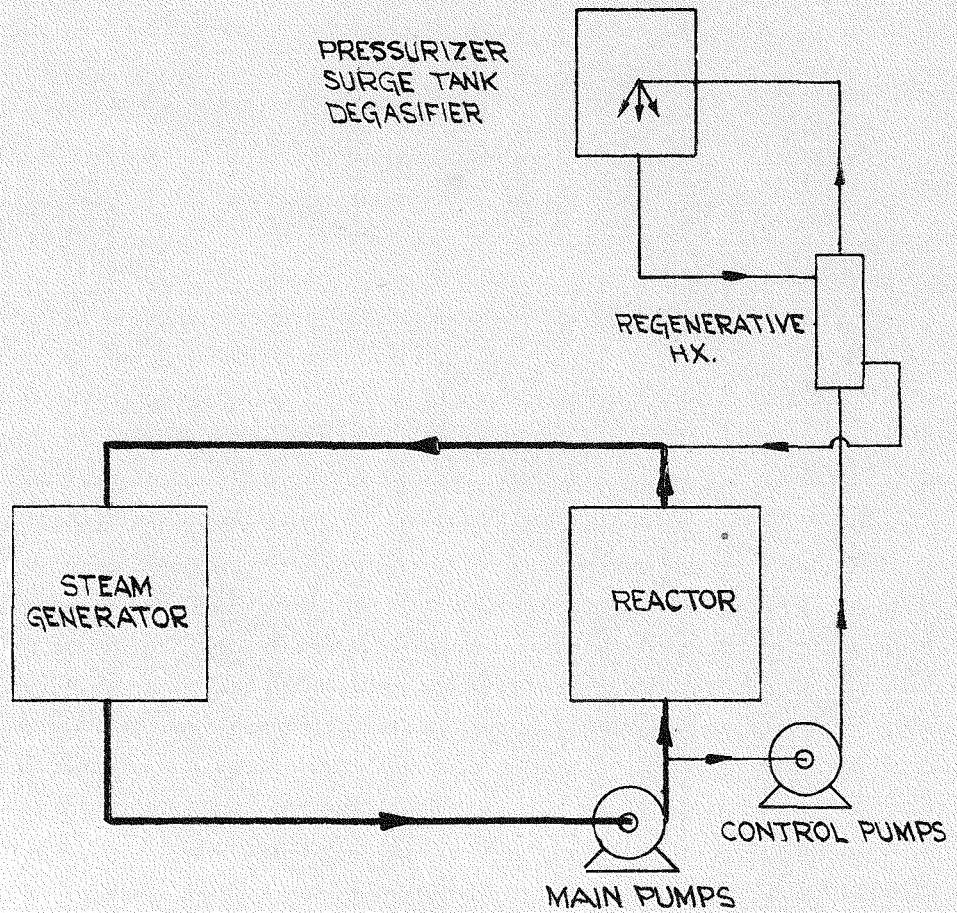 PRESSURIZER
SURGE TANK
DEGASIFIER
REGENERATIVE
HX.
STEAM
GENERATOR
REACTOR
CONTROL PUMPS
MAIN PUMPS